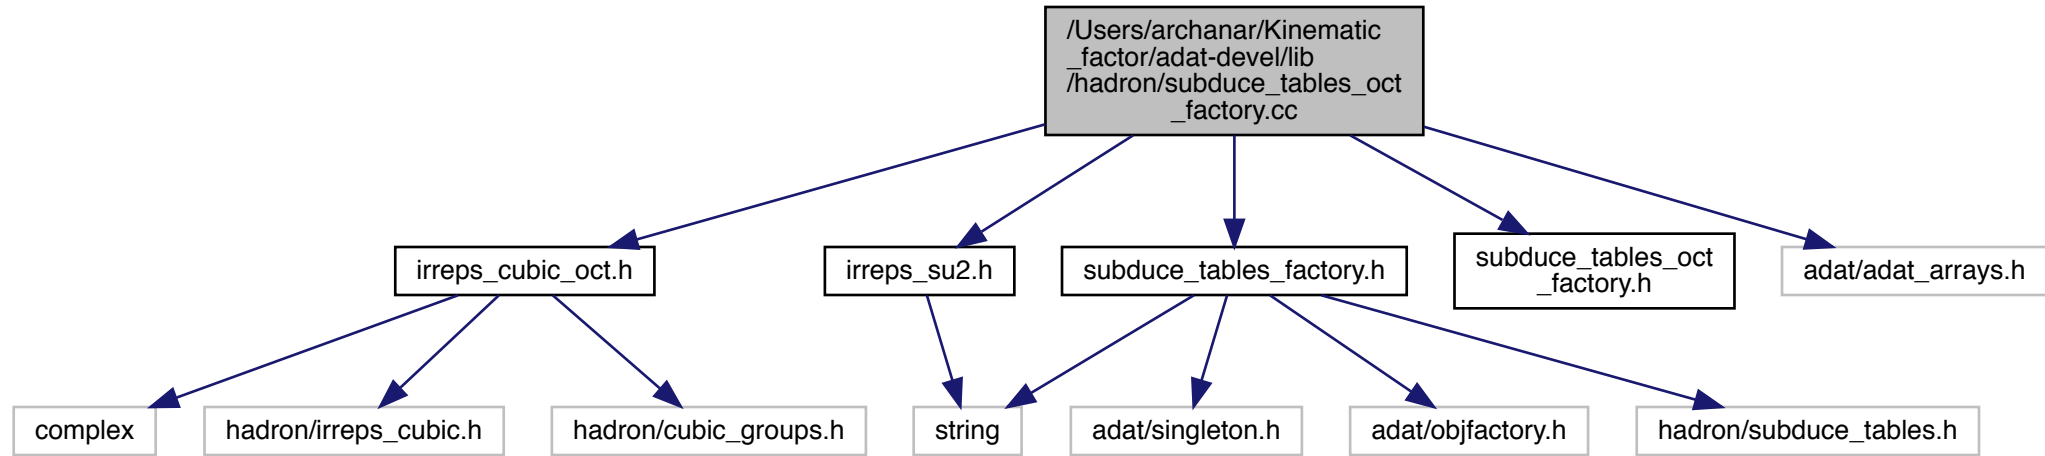 /Users/archanar/Kinematic
_factor/adat-devel/lib
/hadron/subduce_tables_oct
_factory.cc
irreps_cubic_oct.h
irreps_su2.h
subduce_tables_factory.h
subduce_tables_oct
_factory.h
adat/adat_arrays.h
complex
hadron/irreps_cubic.h
hadron/cubic_groups.h
string
adat/singleton.h
adat/objfactory.h
hadron/subduce_tables.h